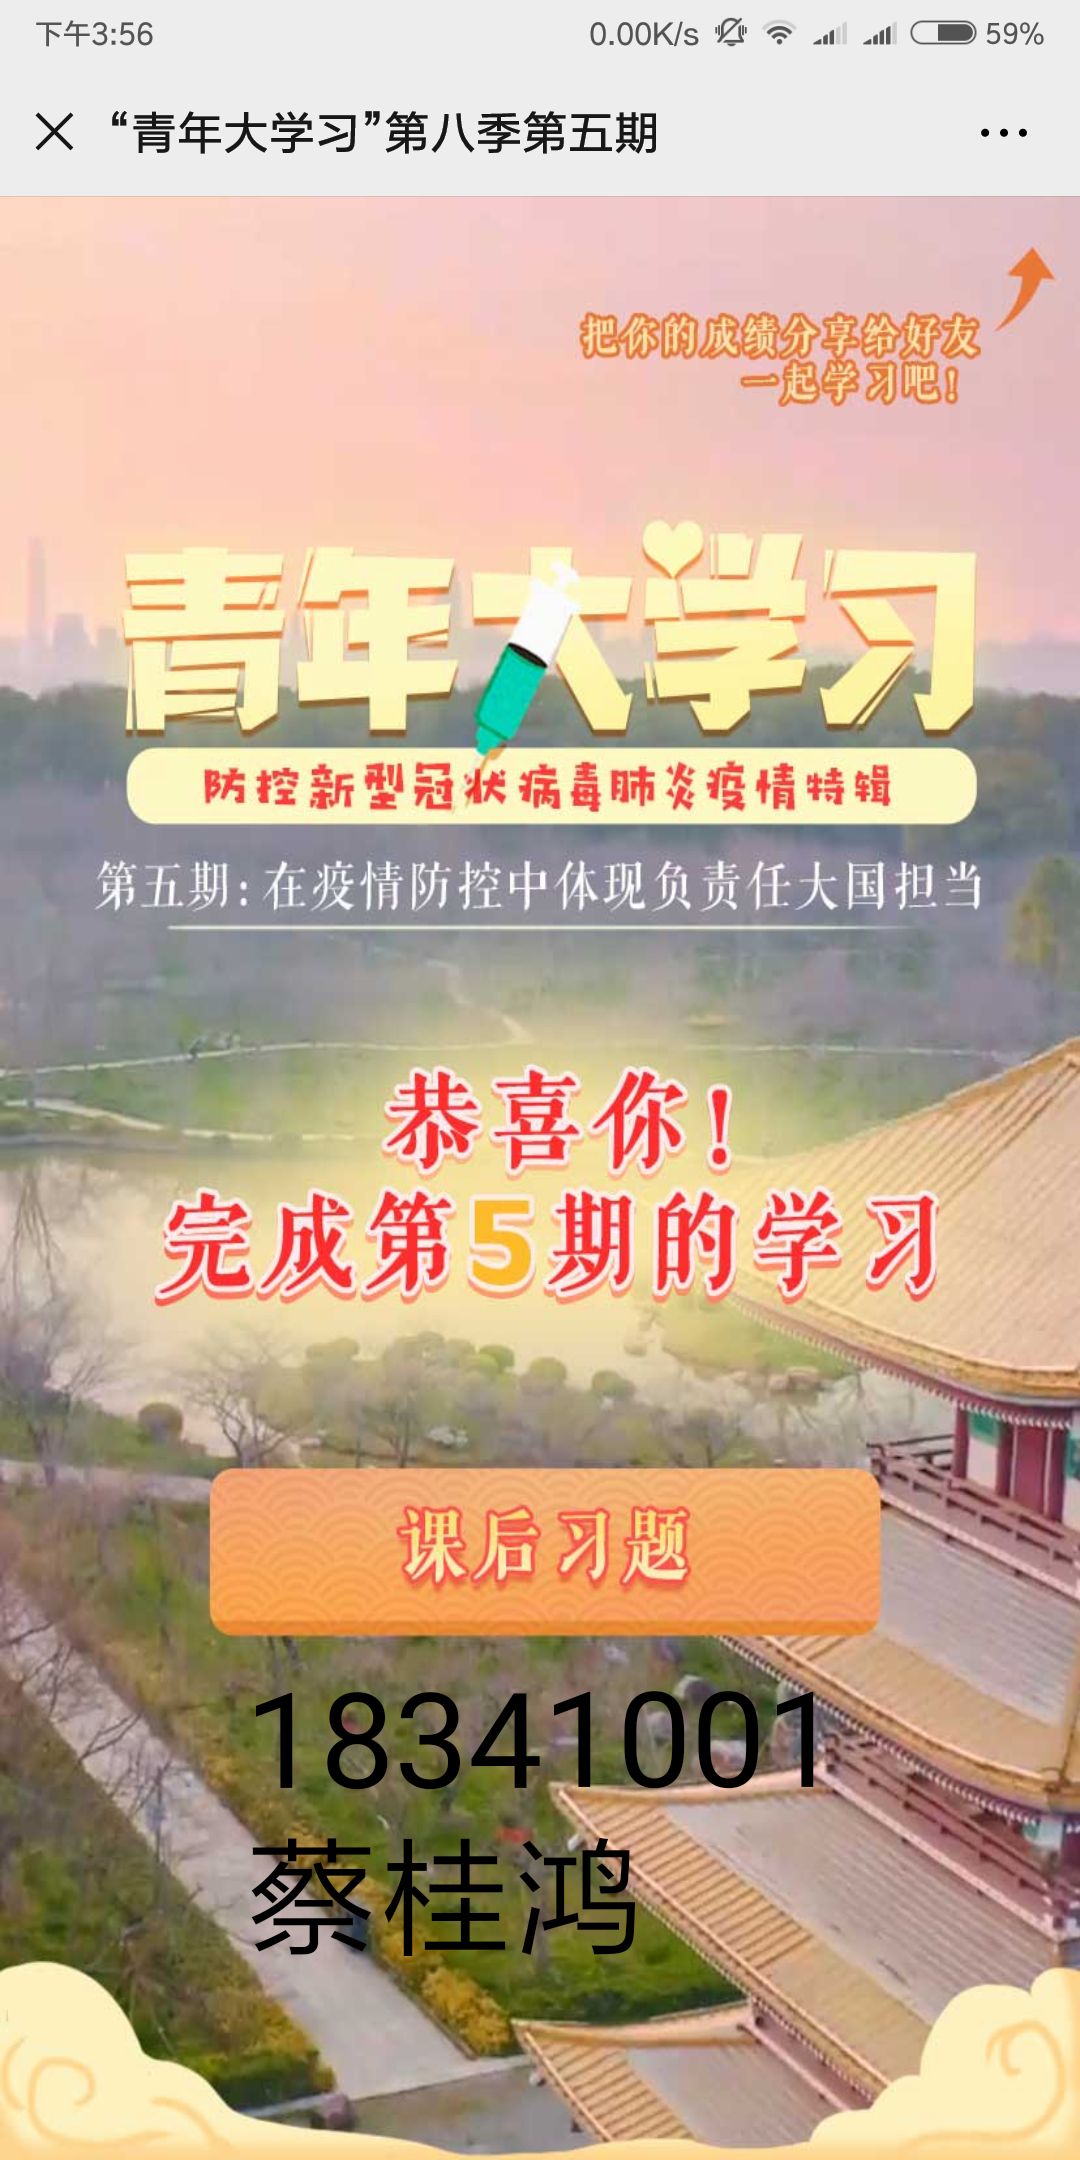 下午3:56 0.00K/s 59%
“青年大学习”第八季第五期
把你的成绩分享给好友
一起学习吧!
青年大学习
防控新型冠状病毒肺炎疫情特辑
第五期:在疫情防控中体现负责任大国担当
恭喜你!
完成第5期的学习
课后习题
18341001
蔡桂鸿